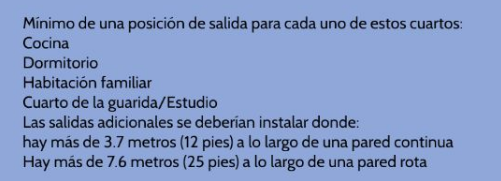 Mínimo de una posición de salida para cada uno de estos cuartos:
Cocina
Dormitorio
Habitación familiar
Cuarto de la guarida/Estudio
Las salidas adicionales se deberian instalar donde:
hay más de 3.7 metros (12 pies) a lo largo de una pared continua
Hay más de 7.6 metros (25 pies) a lo largo de una pared rota